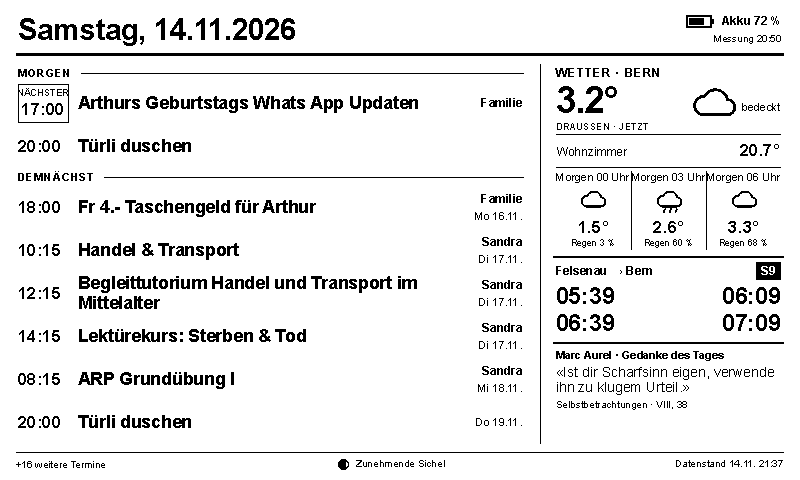 Samstag, 14.11.2026
Akku 72 %
Messung 20:50
MORGEN
NÄCHSTER
17:00 Arthurs Geburtstags Whats App Updaten Familie
20:00 Türli duschen
DEMNÄCHST
18:00 Fr 4.- Taschengeld für Arthur Familie
Mo 16.11.
10:15 Handel & Transport Sandra
Di 17.11.
12:15 Begleittutorium Handel und Transport im
Mittelalter
Sandra
Di 17.11.
14:15 Lektürekurs: Sterben & Tod Sandra
Di 17.11.
08:15 ARP Grundübung I Sandra
Mi 18.11.
20:00 Türli duschen Do 19.11.
WETTER · BERN
3.2° bedeckt
DRAUSSEN · JETZT
Wohnzimmer 20.7°
Morgen 00 Uhr Morgen 03 Uhr Morgen 06 Uhr
1.5° 2.6° 3.3°
Regen 3 % Regen 60 % Regen 68 %
Felsenau › Bern S9
05:39 06:09
06:39 07:09
Marc Aurel · Gedanke des Tages
«Ist dir Scharfsinn eigen, verwende
ihn zu klugem Urteil.»
Selbstbetrachtungen · VIII, 38
+16 weitere Termine Zunehmende Sichel Datenstand 14.11. 21:37